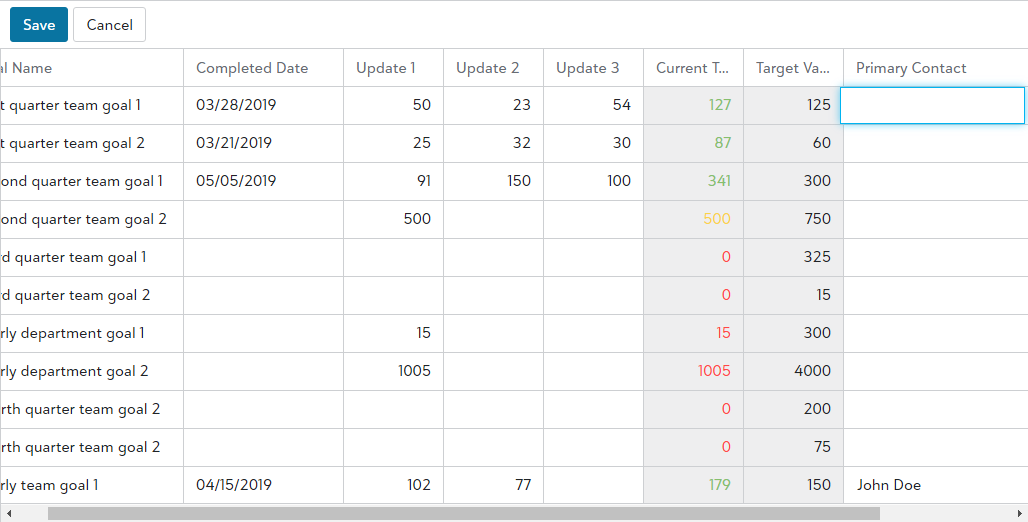 Save Cancel
al Name Completed Date Update 1 Update 2 Update 3 Current T... Target Va... Primary Contact
t quarter team goal 1 03/28/2019 50 23 54 127 125
t quarter team goal 2 03/21/2019 25 32 30 87 60
ond quarter team goal 1 05/05/2019 91 150 100 341 300
ond quarter team goal 2 500 500 750
rd quarter team goal 1 0 325
rd quarter team goal 2 0 15
rly department goal 1 15 15 300
rly department goal 2 1005 1005 4000
rth quarter team goal 2 0 200
rth quarter team goal 2 0 75
rly team goal 1 04/15/2019 102 77 179 150 John Doe